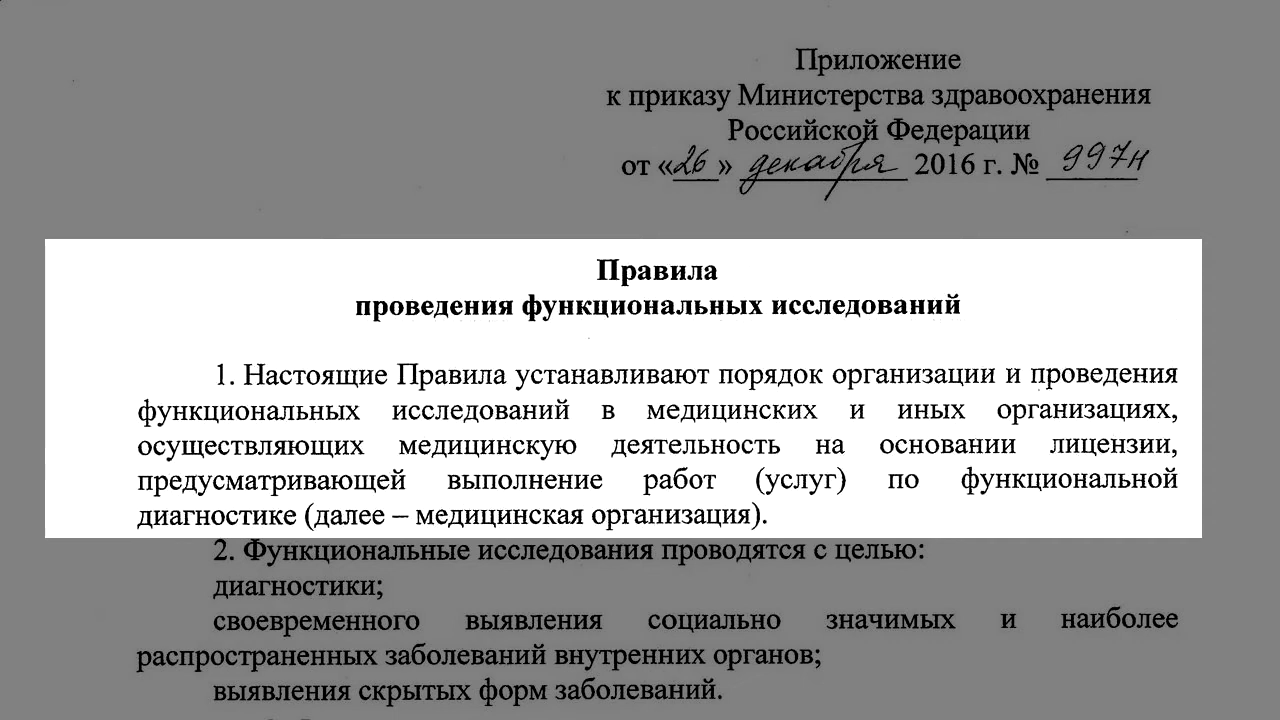 Приложение
к приказу Министерства здравоохранения
Российской Федерации
от «26» декабря 2016 г. № 997н
Правила
проведения функциональных исследований
1. Настоящие Правила устанавливают порядок организации и проведения
функциональных исследований в медицинских и иных организациях,
осуществляющих медицинскую деятельность на основании лицензии,
предусматривающей выполнение работ (услуг) по функциональной
диагностике (далее – медицинская организация).
2. Функциональные исследования проводятся с целью:
диагностики;
своевременного выявления социально значимых и наиболее
распространенных заболеваний внутренних органов;
выявления скрытых форм заболеваний.